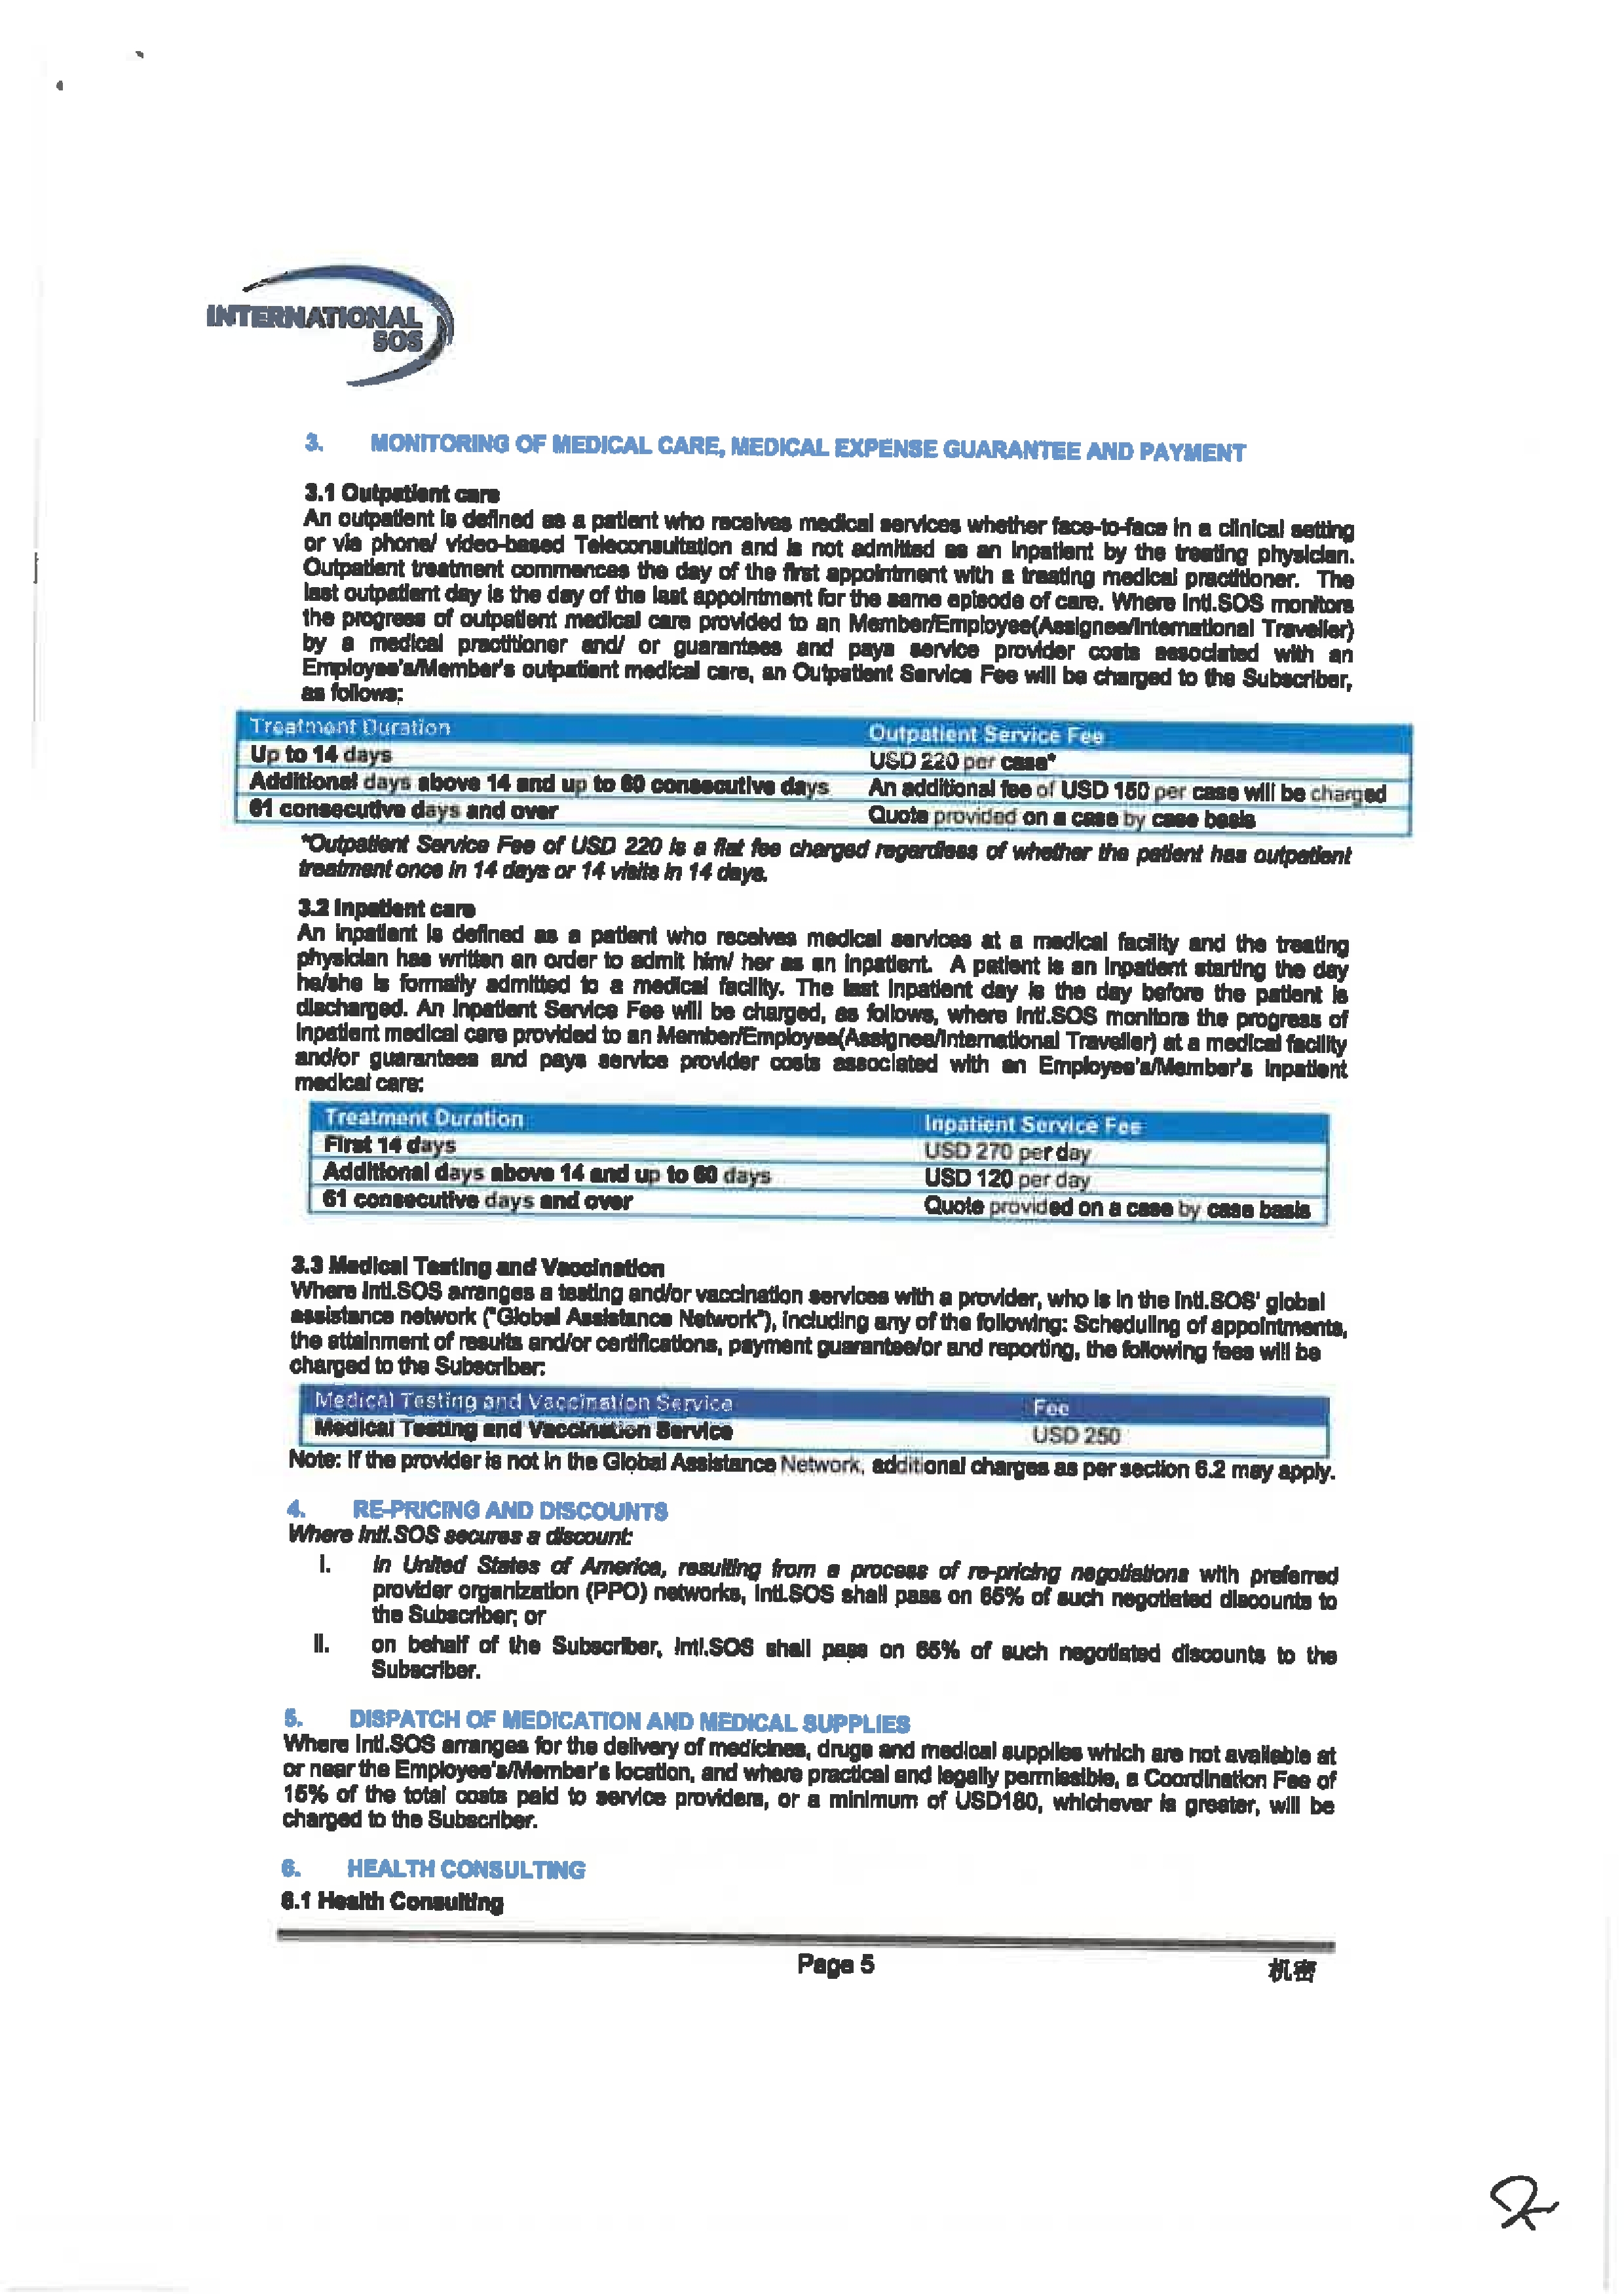 INTERNATIONAL
SOS
3. MONITORING OF MEDICAL CARE, MEDICAL EXPENSE GUARANTEE AND PAYMENT
3.1 Outpatient care
An outpatient is defined as a patient who receives medical services whether face-to-face in a clinical setting
or via phone/ video-based Teleconsultation and is not admitted as an inpatient by the treating physician.
Outpatient treatment commences the day of the first appointment with a treating medical practitioner. The
last outpatient day is the day of the last appointment for the same episode of care. Where Intl.SOS monitors
the progress of outpatient medical care provided to an Member/Employee(Assignee/International Traveller)
by a medical practitioner and/ or guarantees and pays service provider costs associated with an
Employee's/Member's outpatient medical care, an Outpatient Service Fee will be charged to the Subscriber,
as follows:
Treatment Duration Outpatient Service Fee
Up to 14 days USD 220 per case*
Additional days above 14 and up to 60 consecutive days An additional fee of USD 150 per case will be charged
61 consecutive days and over Quote provided on a case by case basis
*Outpatient Service Fee of USD 220 is a flat fee charged regardless of whether the patient has outpatient
treatment once in 14 days or 14 visits in 14 days.
3.2 Inpatient care
An inpatient is defined as a patient who receives medical services at a medical facility and the treating
physician has written an order to admit him/ her as an inpatient. A patient is an inpatient starting the day
he/she is formally admitted to a medical facility. The last inpatient day is the day before the patient is
discharged. An Inpatient Service Fee will be charged, as follows, where Intl.SOS monitors the progress of
inpatient medical care provided to an Member/Employee(Assignee/International Traveller) at a medical facility
and/or guarantees and pays service provider costs associated with an Employee's/Member's inpatient
medical care:
Treatment Duration Inpatient Service Fee
First 14 days USD 270 per day
Additional days above 14 and up to 60 days USD 120 per day
61 consecutive days and over Quote provided on a case by case basis
3.3 Medical Testing and Vaccination
Where Intl.SOS arranges a testing and/or vaccination services with a provider, who is in the Intl.SOS' global
assistance network ("Global Assistance Network"), including any of the following: Scheduling of appointments,
the attainment of results and/or certifications, payment guarantee/or and reporting, the following fees will be
charged to the Subscriber:
Medical Testing and Vaccination Service Fee
Medical Testing and Vaccination Service USD 250
Note: If the provider is not in the Global Assistance Network, additional charges as per section 6.2 may apply.
4. RE-PRICING AND DISCOUNTS
Where Intl.SOS secures a discount:
I. In United States of America, resulting from a process of re-pricing negotiations with preferred
provider organization (PPO) networks, Intl.SOS shall pass on 65% of such negotiated discounts to
the Subscriber; or
II. on behalf of the Subscriber, Intl.SOS shall pass on 65% of such negotiated discounts to the
Subscriber.
5. DISPATCH OF MEDICATION AND MEDICAL SUPPLIES
Where Intl.SOS arranges for the delivery of medicines, drugs and medical supplies which are not available at
or near the Employee's/Member's location, and where practical and legally permissible, a Coordination Fee of
15% of the total costs paid to service providers, or a minimum of USD180, whichever is greater, will be
charged to the Subscriber.
6. HEALTH CONSULTING
6.1 Health Consulting
Page 5
机密